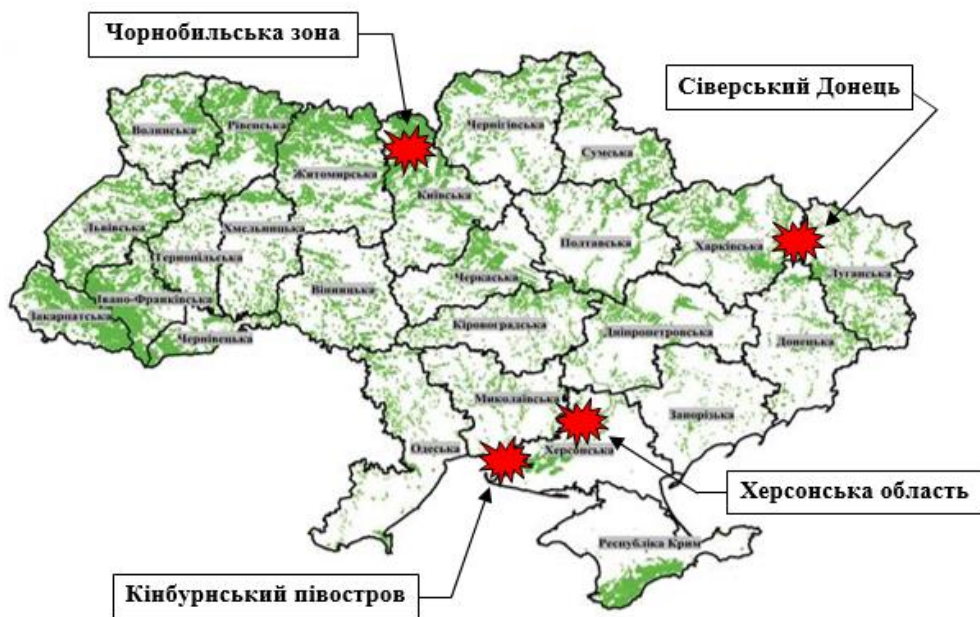 Чорнобильська зона
Сіверський Донець
Волинська
Рівенська
Чернігівська
Сумська
Житомирська
Київська
Львівська
Хмельницька
Тернопільська
Полтавська
Харківська
Луганська
Черкаська
Вінницька
Івано-Франківська
Закарпатська
Чернівецька
Кіровоградська
Дніпропетровська
Донецька
Миколаївська
Запорізька
Одеська
Херсонська
Херсонська область
Республіка Крим
Кінбурнський півостров